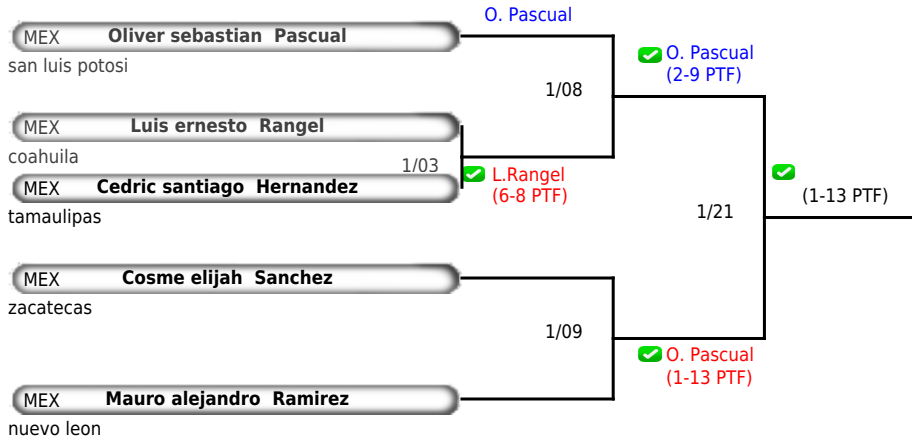 O. Pascual
MEX Oliver sebastian Pascual
san luis potosi
O. Pascual
(2-9 PTF)
1/08
MEX Luis ernesto Rangel
coahuila
1/03
L.Rangel
(6-8 PTF)
MEX Cedric santiago Hernandez
tamaulipas
(1-13 PTF)
1/21
MEX Cosme elijah Sanchez
zacatecas
1/09
O. Pascual
(1-13 PTF)
MEX Mauro alejandro Ramirez
nuevo leon